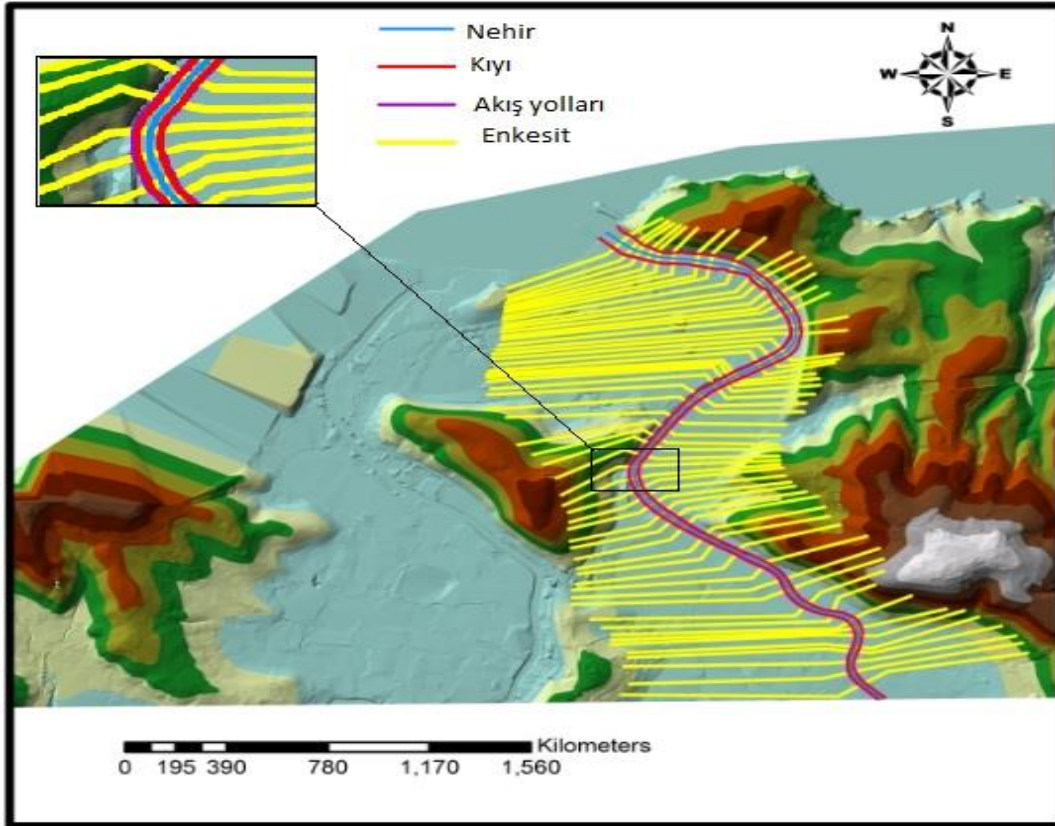 Nehir
Kıyı
Akış yolları
Enkesit
N
W E
S
Kilometers
0 195 390 780 1,170 1,560